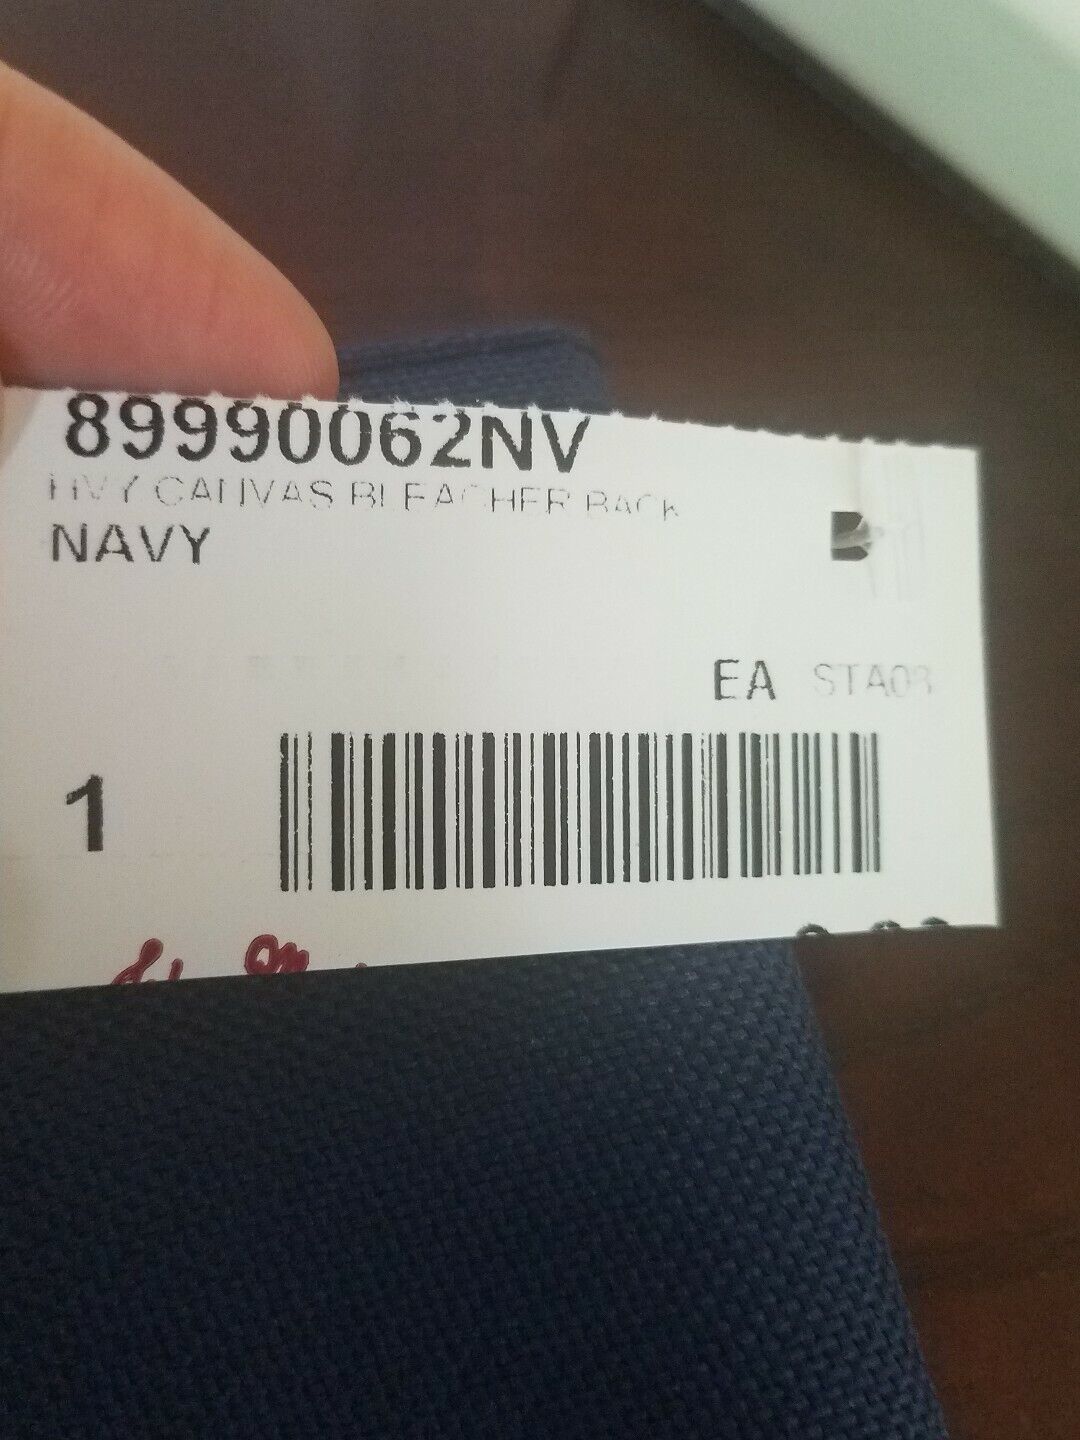 89990062NV
HVY CANVAS BLEACHER BACK
NAVY
EA STA08
1